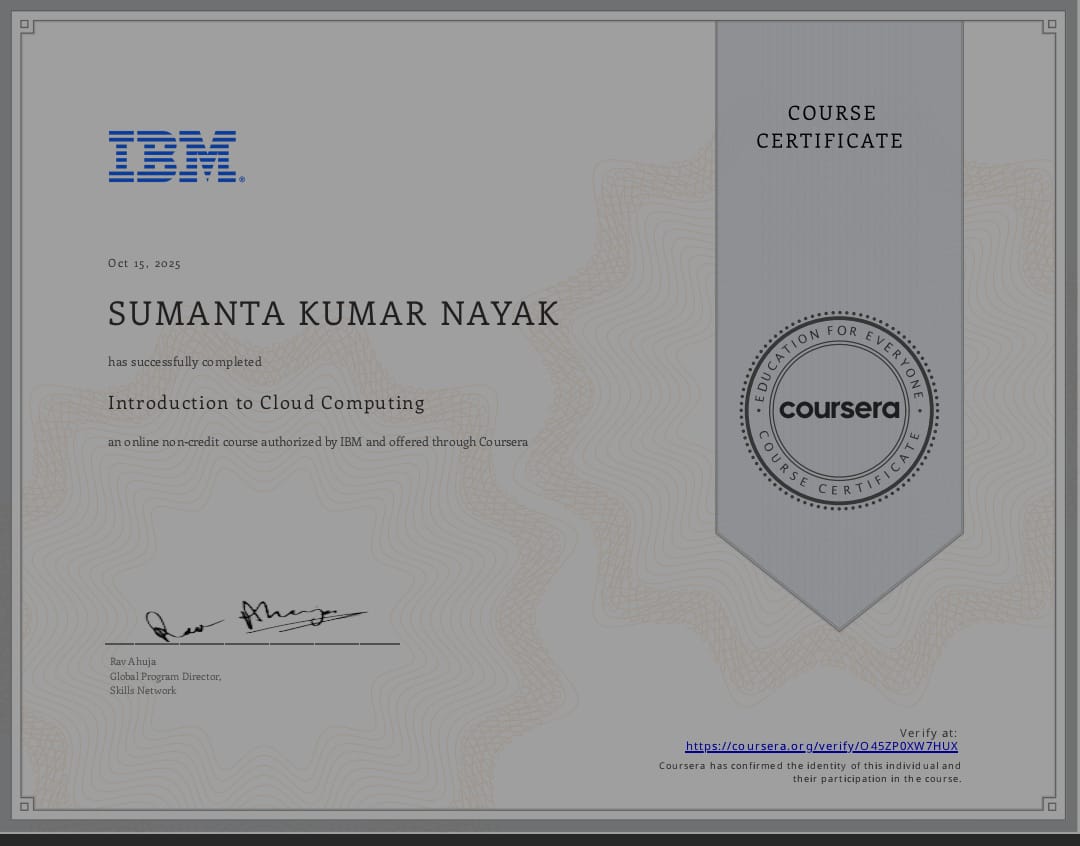 COURSE
CERTIFICATE
IBM®
Oct 15, 2025
SUMANTA KUMAR NAYAK
has successfully completed
Introduction to Cloud Computing
an online non-credit course authorized by IBM and offered through Coursera
EDUCATION FOR EVERYONE
coursera
COURSE CERTIFICATE
Rav Ahuja
Rav Ahuja
Global Program Director,
Skills Network
Verify at:
https://coursera.org/verify/O45ZP0XW7HUX
Coursera has confirmed the identity of this individual and
their participation in the course.